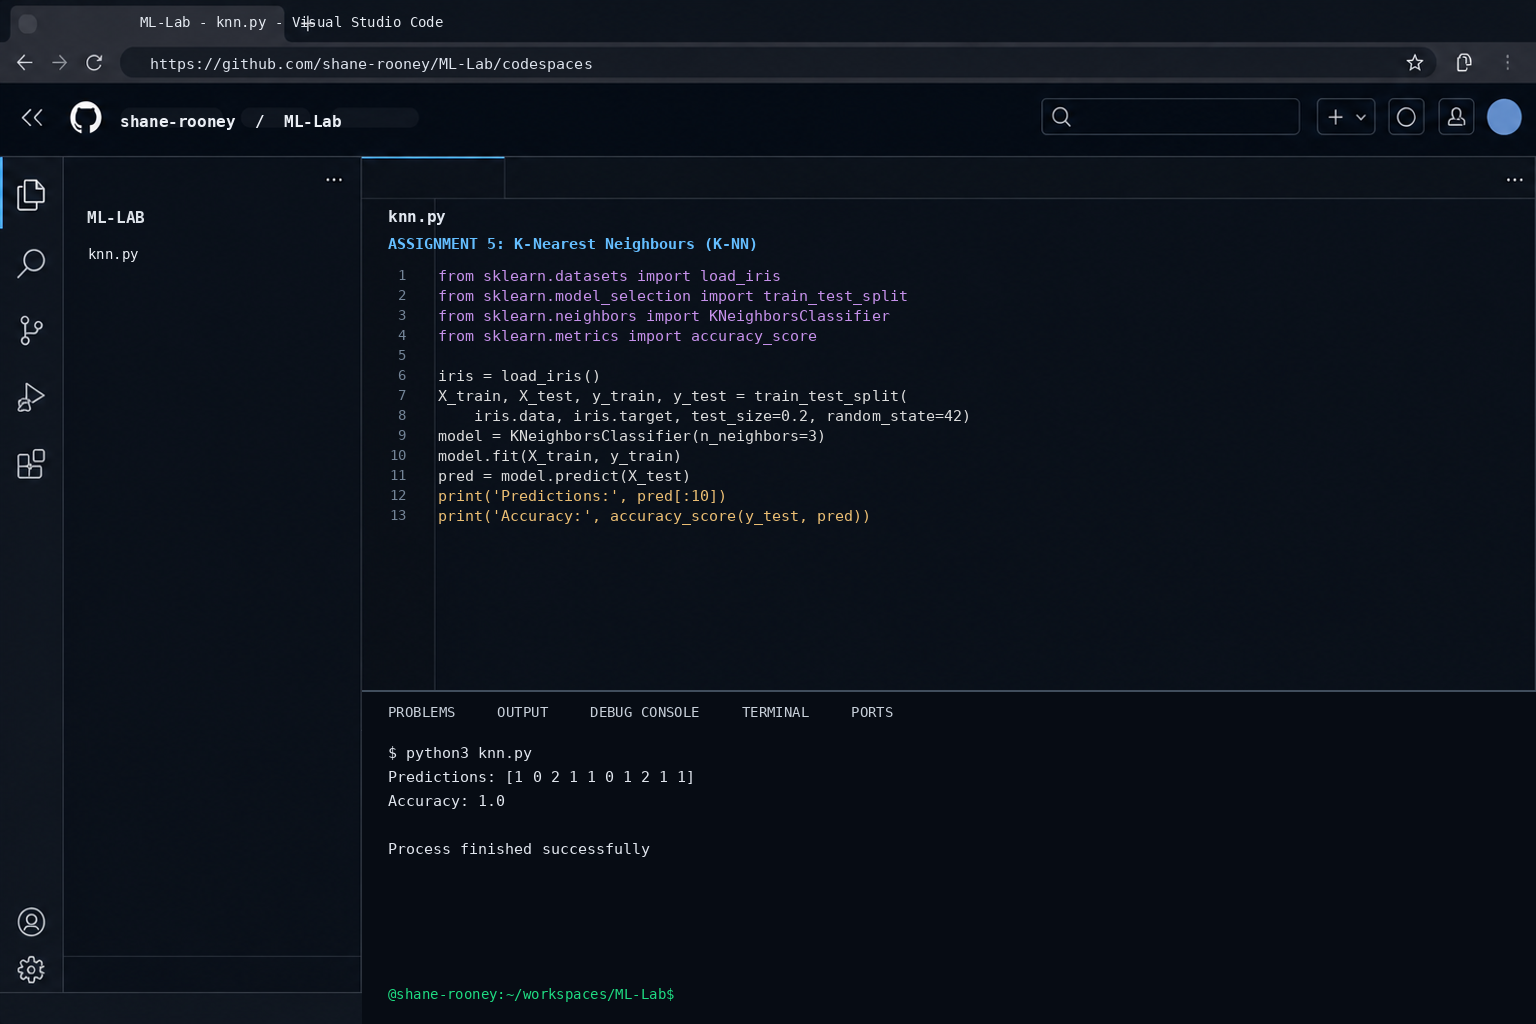 ML-Lab - knn.py - Visual Studio Code
https://github.com/shane-rooney/ML-Lab/codespaces
shane-rooney / ML-Lab
ML-LAB
knn.py
knn.py
ASSIGNMENT 5: K-Nearest Neighbours (K-NN)
1 from sklearn.datasets import load_iris
2 from sklearn.model_selection import train_test_split
3 from sklearn.neighbors import KNeighborsClassifier
4 from sklearn.metrics import accuracy_score
5
6 iris = load_iris()
7 X_train, X_test, y_train, y_test = train_test_split(
8     iris.data, iris.target, test_size=0.2, random_state=42)
9 model = KNeighborsClassifier(n_neighbors=3)
10 model.fit(X_train, y_train)
11 pred = model.predict(X_test)
12 print('Predictions:', pred[:10])
13 print('Accuracy:', accuracy_score(y_test, pred))
PROBLEMS OUTPUT DEBUG CONSOLE TERMINAL PORTS
$ python3 knn.py
Predictions: [1 0 2 1 1 0 1 2 1 1]
Accuracy: 1.0
Process finished successfully
@shane-rooney:~/workspaces/ML-Lab$